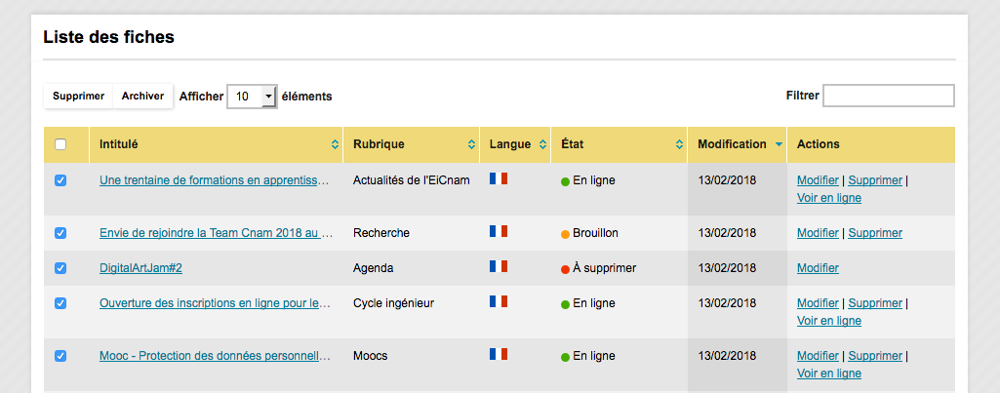 Liste des fiches
Supprimer Archiver Afficher 10 éléments Filtrer
Intitulé Rubrique Langue État Modification Actions
Une trentaine de formations en apprentiss… Actualités de l'EiCnam En ligne 13/02/2018 Modifier | Supprimer |
Voir en ligne
Envie de rejoindre la Team Cnam 2018 au … Recherche Brouillon 13/02/2018 Modifier | Supprimer
DigitalArtJam#2 Agenda À supprimer 13/02/2018 Modifier
Ouverture des inscriptions en ligne pour le… Cycle ingénieur En ligne 13/02/2018 Modifier | Supprimer |
Voir en ligne
Mooc - Protection des données personnell… Moocs En ligne 13/02/2018 Modifier | Supprimer |
Voir en ligne